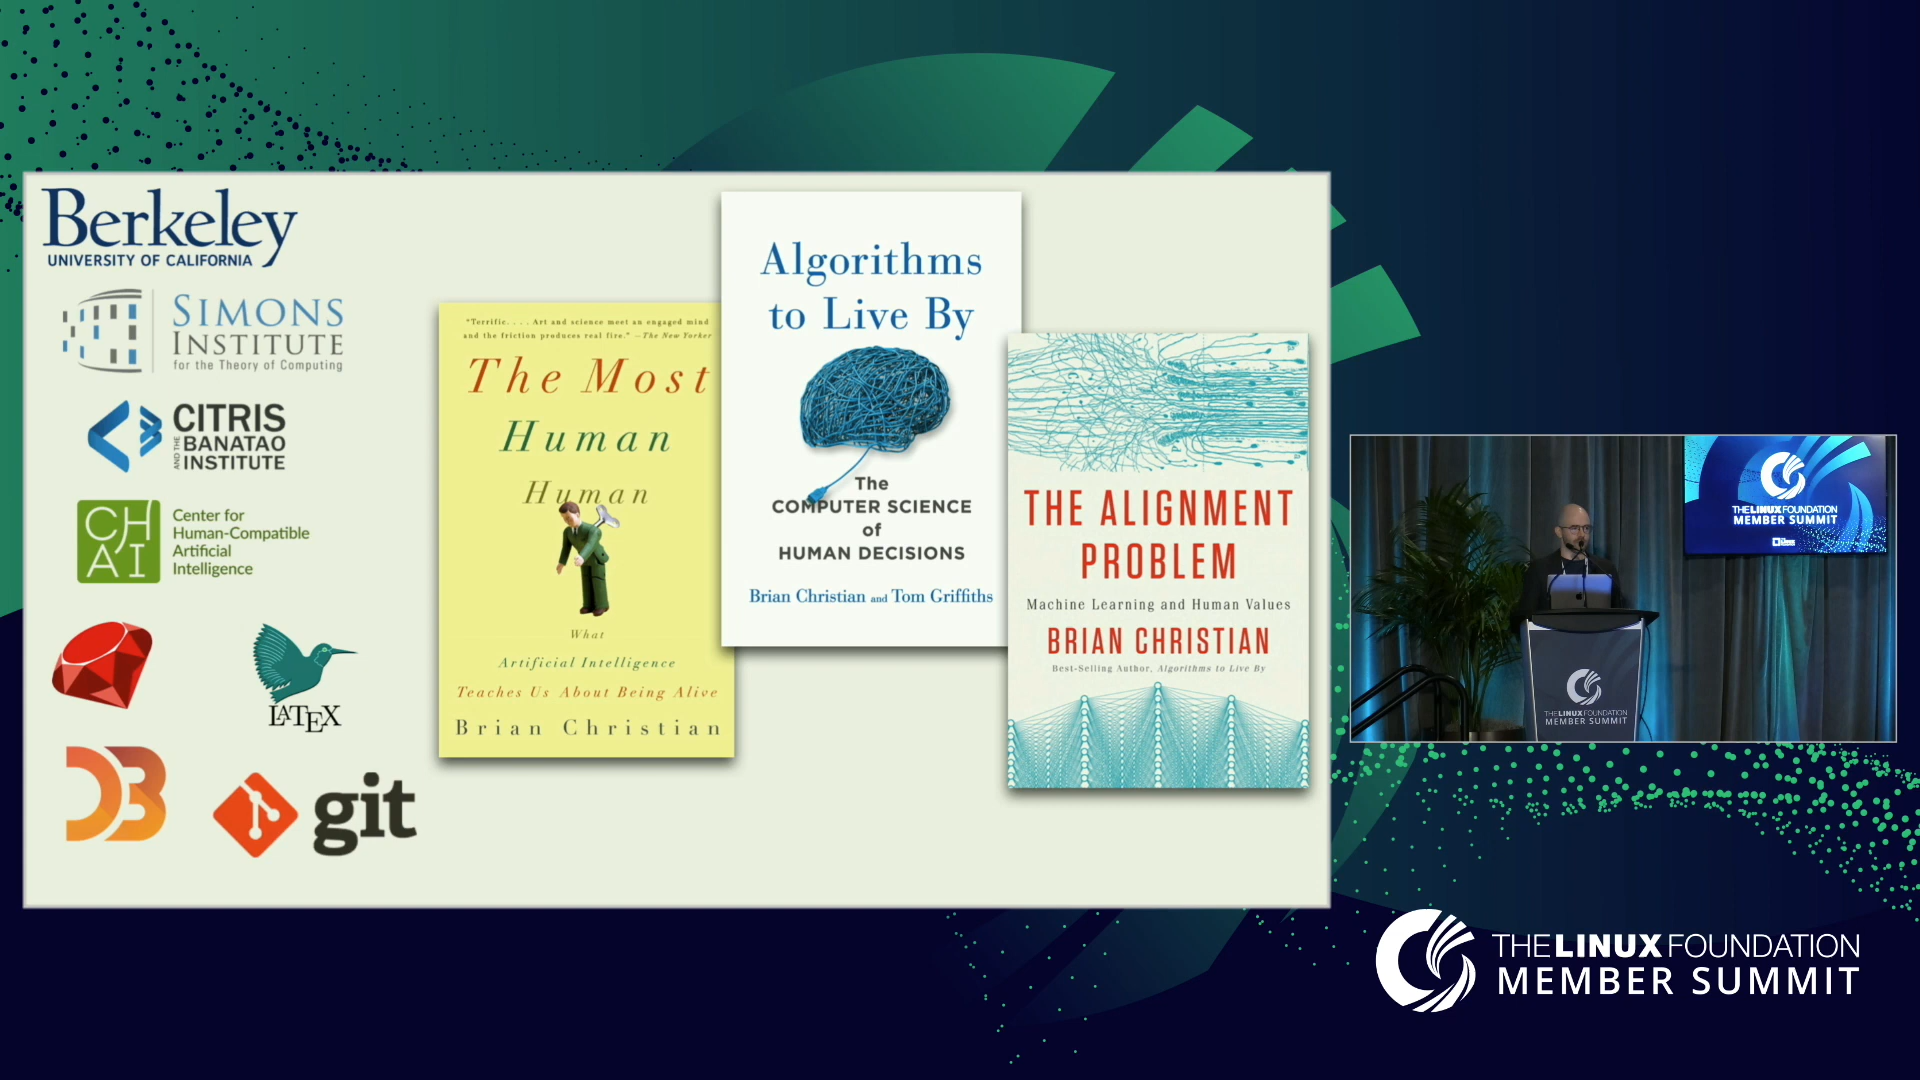 Berkeley
UNIVERSITY OF CALIFORNIA
SIMONS
INSTITUTE
for the Theory of Computing
CITRIS
AND THE
BANATAO
INSTITUTE
CH
AI
Center for
Human-Compatible
Artificial
Intelligence
LATEX
D3
git
"Terrific. . . . Art and science meet an engaged mind
and the friction produces real fire." —The New Yorker
The Most
Human
Human
What
Artificial Intelligence
Teaches Us About Being Alive
Brian Christian
Algorithms
to Live By
The
COMPUTER SCIENCE
of
HUMAN DECISIONS
Brian Christian and Tom Griffiths
THE ALIGNMENT
PROBLEM
Machine Learning and Human Values
BRIAN CHRISTIAN
Best-Selling Author, Algorithms to Live By
THE LINUX FOUNDATION
MEMBER SUMMIT
THE LINUX FOUNDATION
MEMBER SUMMIT
THE LINUX FOUNDATION
MEMBER SUMMIT